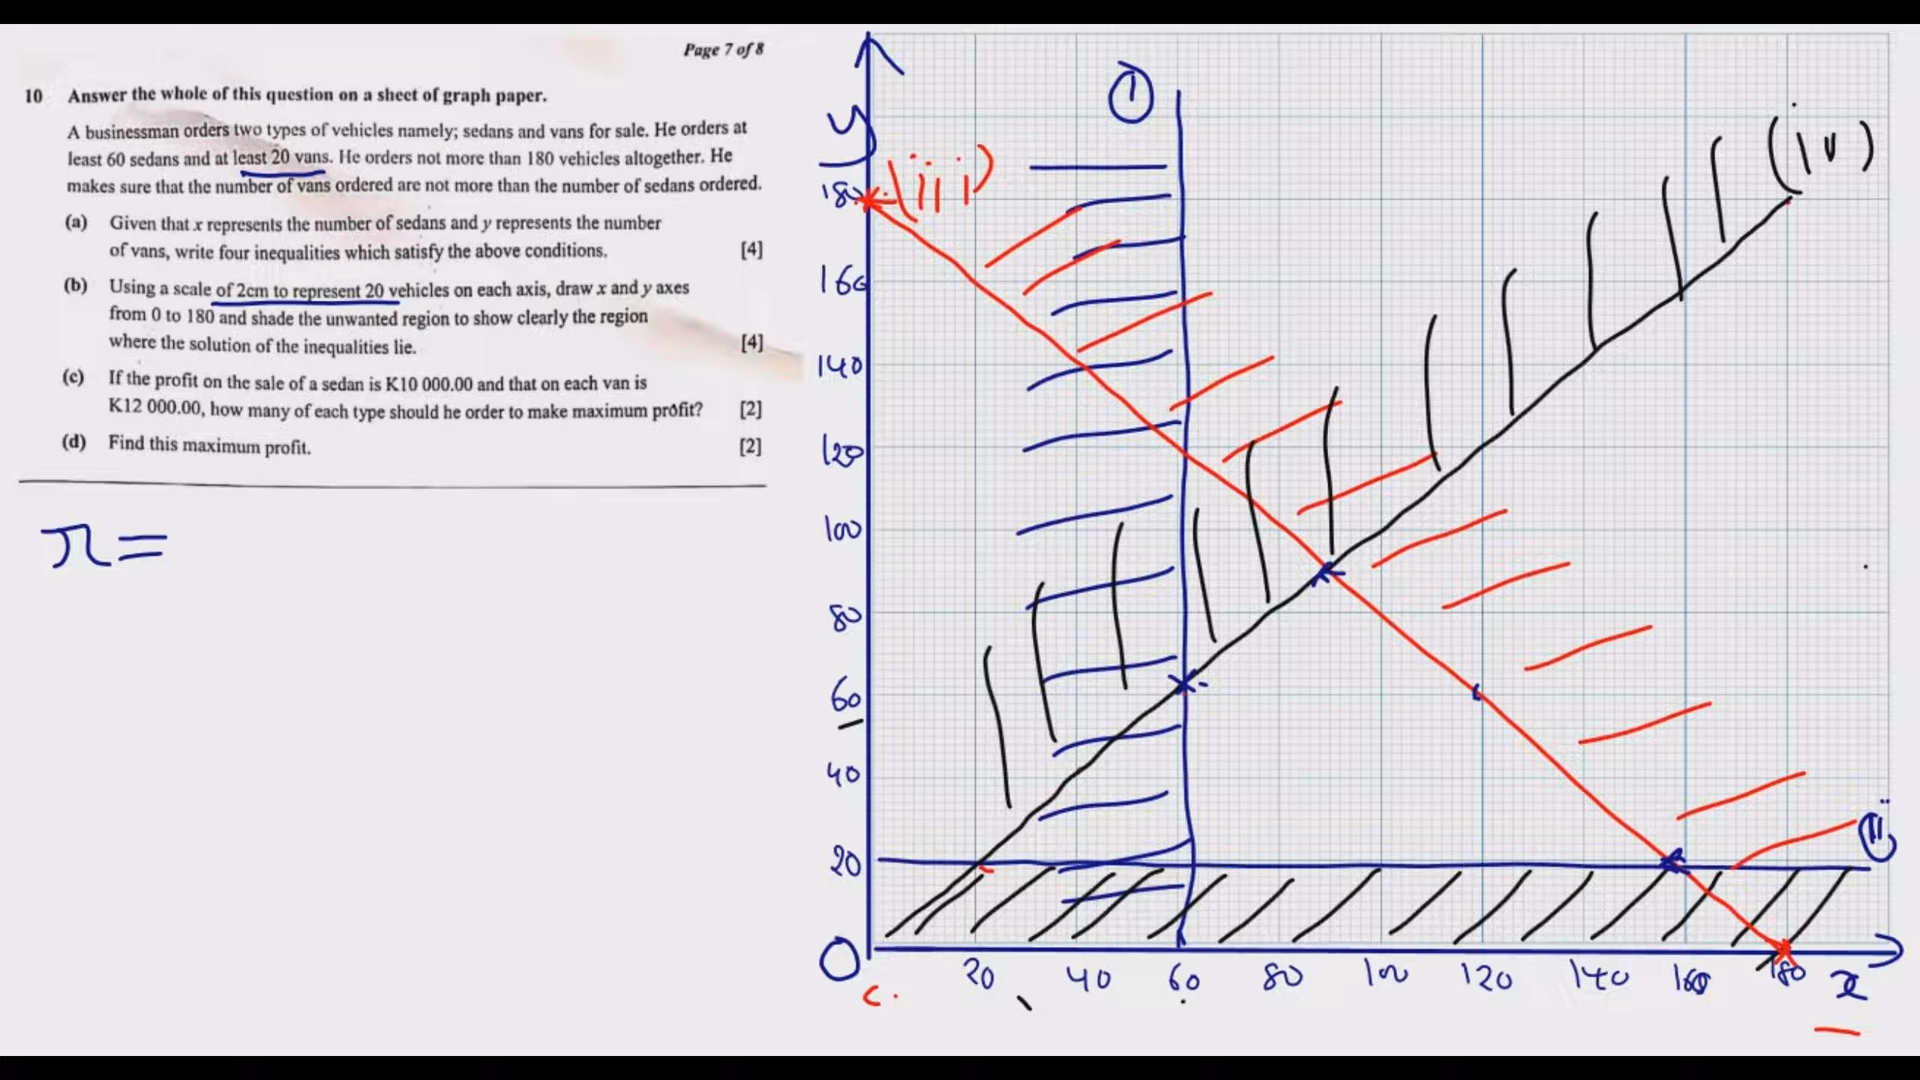 Page 7 of 8
10 Answer the whole of this question on a sheet of graph paper.
A businessman orders two types of vehicles namely; sedans and vans for sale. He orders at
least 60 sedans and at least 20 vans. He orders not more than 180 vehicles altogether. He
makes sure that the number of vans ordered are not more than the number of sedans ordered.
(a) Given that x represents the number of sedans and y represents the number
of vans, write four inequalities which satisfy the above conditions. [4]
(b) Using a scale of 2cm to represent 20 vehicles on each axis, draw x and y axes
from 0 to 180 and shade the unwanted region to show clearly the region
where the solution of the inequalities lie. [4]
(c) If the profit on the sale of a sedan is K10 000.00 and that on each van is
K12 000.00, how many of each type should he order to make maximum profit? [2]
(d) Find this maximum profit. [2]
x=
y
(i)
(iii)
(iv)
(ii)
180
160
140
120
100
80
60
40
20
0
20 40 60 80 100 120 140 160 180 x